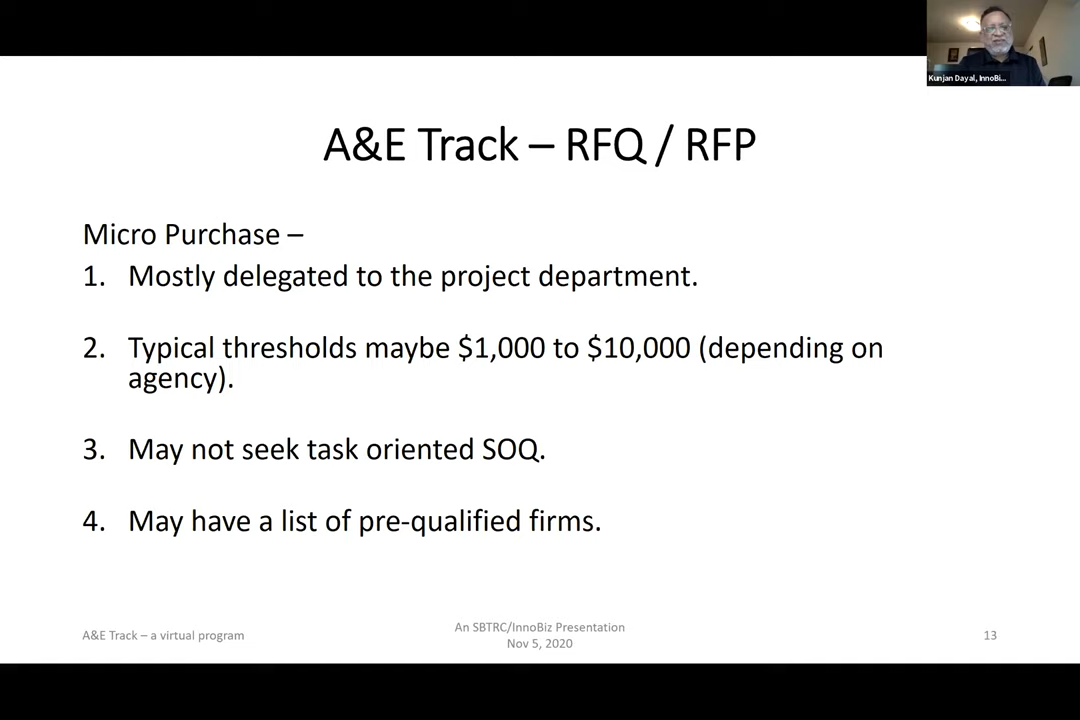 Kunjan Dayal, InnoBi...
A&E Track – RFQ / RFP
Micro Purchase –
1. Mostly delegated to the project department.
2. Typical thresholds maybe $1,000 to $10,000 (depending on
agency).
3. May not seek task oriented SOQ.
4. May have a list of pre-qualified firms.
A&E Track – a virtual program
An SBTRC/InnoBiz Presentation
Nov 5, 2020
13